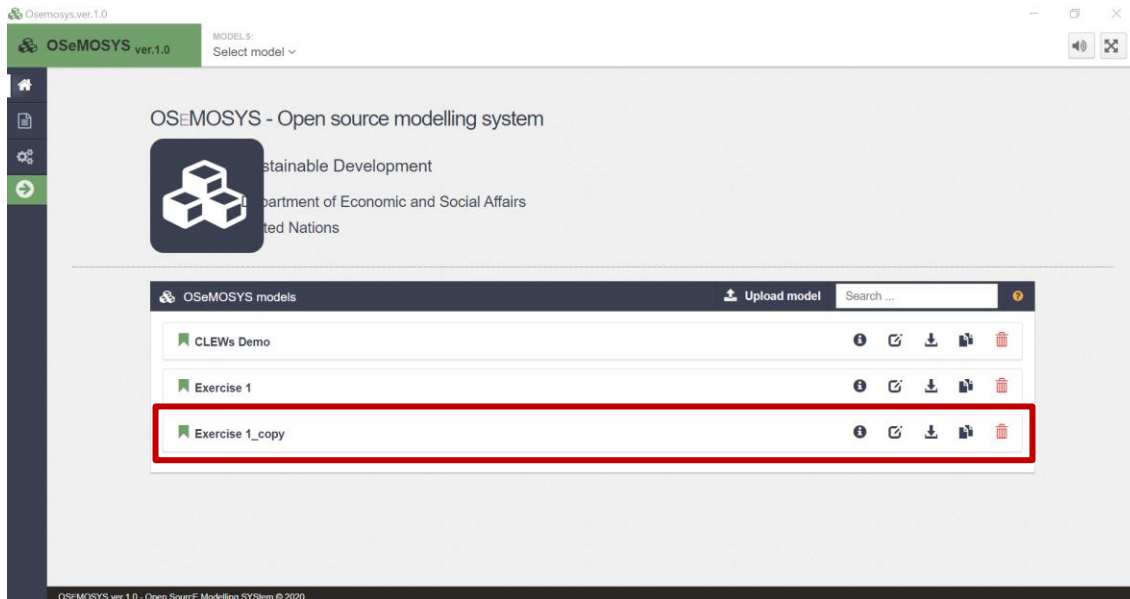 Osemosys.ver.1.0
OSeMOSYS ver.1.0
MODELS:
Select model
OSEMOSYS - Open source modelling system
stainable Development
partment of Economic and Social Affairs
ted Nations
OSeMOSYS models
Upload model
Search ...
CLEWs Demo
Exercise 1
Exercise 1_copy
OSEMOSYS ver.1.0 - Open SourcE Modelling SYStem © 2020